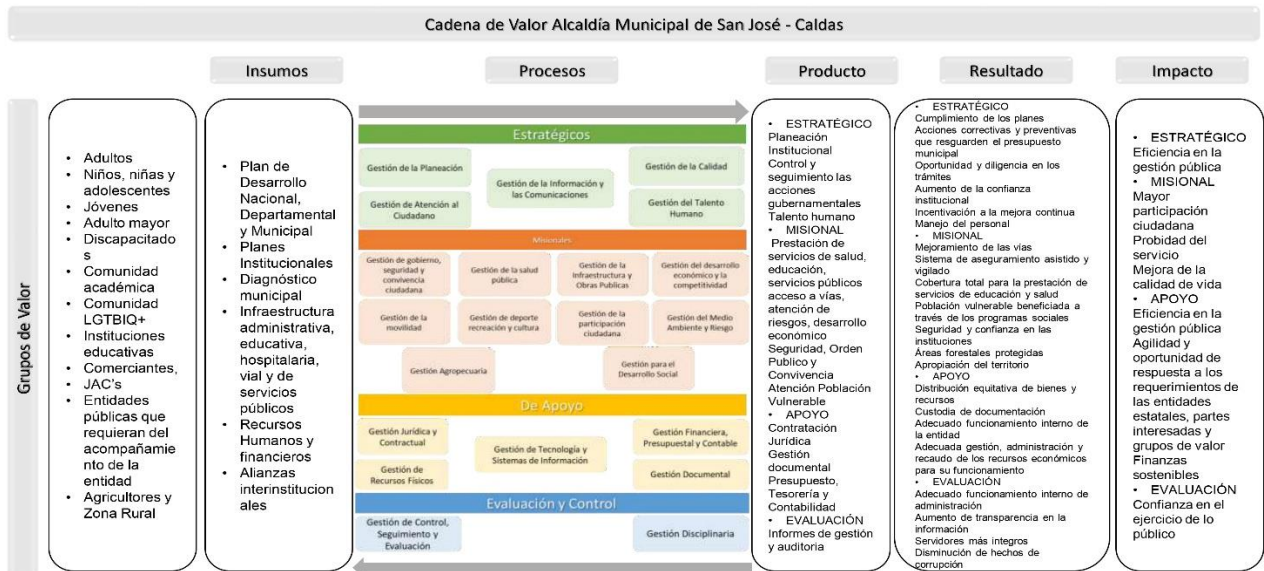 Cadena de Valor Alcaldía Municipal de San José - Caldas
Insumos
Procesos
Producto
Resultado
Impacto
Grupos de Valor
• Adultos
• Niños, niñas y
adolescentes
• Jóvenes
• Adulto mayor
• Discapacitado
s
• Comunidad
académica
• Comunidad
LGTBIQ+
• Instituciones
educativas
• Comerciantes,
• JAC's
• Entidades
públicas que
requieran del
acompañamie
nto de la
entidad
• Agricultores y
Zona Rural
• Plan de
Desarrollo
Nacional,
Departamental
y Municipal
• Planes
Institucionales
• Diagnóstico
municipal
• Infraestructura
administrativa,
educativa,
hospitalaria,
vial y de
servicios
públicos
• Recursos
Humanos y
financieros
• Alianzas
interinstitucion
ales
Estratégicos
Gestión de la Planeación
Gestión de la Información y
las Comunicaciones
Gestión de la Calidad
Gestión de Atención al
Ciudadano
Gestión del Talento
Humano
Misionales
Gestión de gobierno,
seguridad y
convivencia
ciudadana
Gestión de la salud
pública
Gestión de la
Infraestructura y
Obras Publicas
Gestión del desarrollo
económico y la
competitividad
Gestión de la
movilidad
Gestión de deporte
recreación y cultura
Gestión de la
participación
ciudadana
Gestión del Medio
Ambiente y Riesgo
Gestión Agropecuaria
Gestión para el
Desarrollo Social
De Apoyo
Gestión Jurídica y
Contractual
Gestión de Tecnología y
Sistemas de Información
Gestión Financiera,
Presupuestal y Contable
Gestión de
Recursos Físicos
Gestión Documental
Evaluación y Control
Gestión de Control,
Seguimiento y
Evaluación
Gestión Disciplinaria
• ESTRATÉGICO
Planeación
Institucional
Control y
seguimiento las
acciones
gubernamentales
Talento humano
• MISIONAL
Prestación de
servicios de salud,
educación,
servicios públicos
acceso a vías,
atención de
riesgos, desarrollo
económico
Seguridad, Orden
Publico y
Convivencia
Atención Población
Vulnerable
• APOYO
Contratación
Jurídica
Gestión
documental
Presupuesto,
Tesorería y
Contabilidad
• EVALUACIÓN
Informes de gestión
y auditoria
• ESTRATÉGICO
Cumplimiento de los planes
Acciones correctivas y preventivas
que resguarden el presupuesto
municipal
Oportunidad y diligencia en los
trámites
Aumento de la confianza
institucional
Incentivación a la mejora continua
Manejo del personal
• MISIONAL
Mejoramiento de las vías
Sistema de aseguramiento asistido y
vigilado
Cobertura total para la prestación de
servicios de educación y salud
Población vulnerable beneficiada a
través de los programas sociales
Seguridad y confianza en las
instituciones
Áreas forestales protegidas
Apropiación del territorio
• APOYO
Distribución equitativa de bienes y
recursos
Custodia de documentación
Adecuado funcionamiento interno de
la entidad
Adecuada gestión, administración y
recaudo de los recursos económicos
para su funcionamiento
• EVALUACIÓN
Adecuado funcionamiento interno de
administración
Aumento de transparencia en la
información
Servidores más integros
Disminución de hechos de
corrupción
• ESTRATÉGICO
Eficiencia en la
gestión pública
• MISIONAL
Mayor
participación
ciudadana
Probidad del
servicio
Mejora de la
calidad de vida
• APOYO
Eficiencia en la
gestión pública
Agilidad y
oportunidad de
respuesta a los
requerimientos de
las entidades
estatales, partes
interesadas y
grupos de valor
Finanzas
sostenibles
• EVALUACIÓN
Confianza en el
ejercicio de lo
público